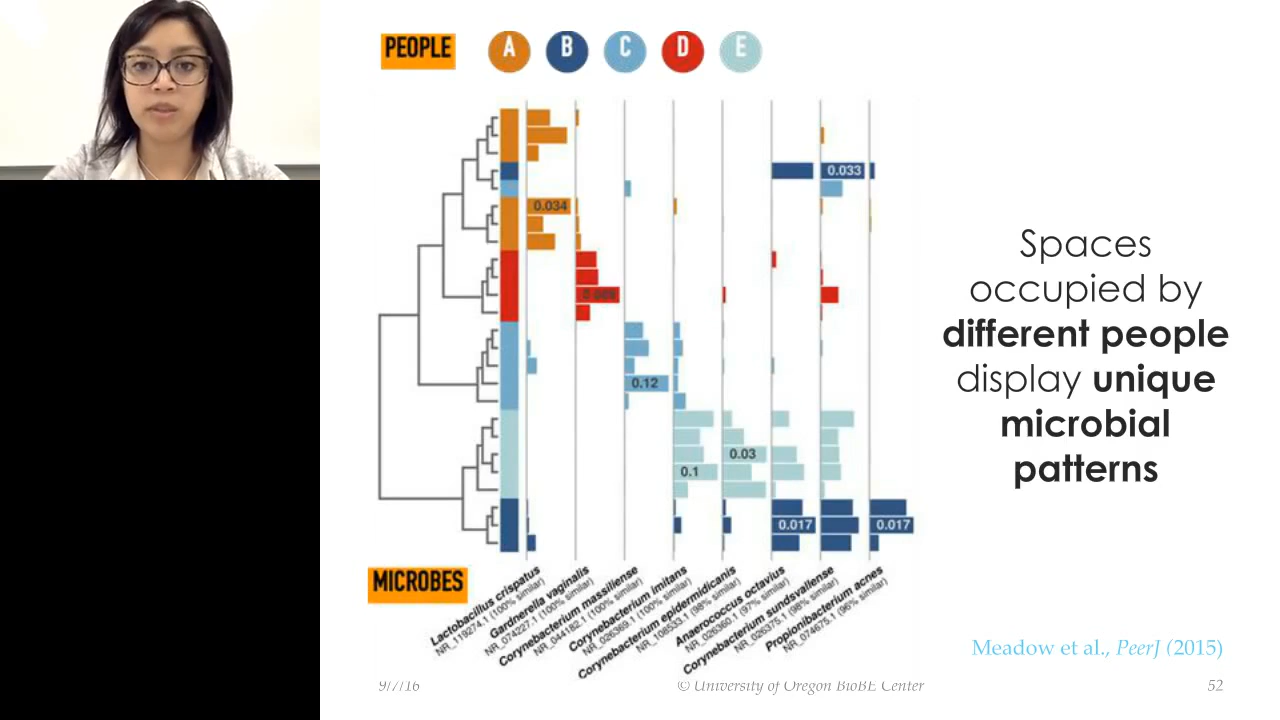 PEOPLE A B C D E
0.033
0.034
0.009
0.12
0.03
0.1
0.017 0.017
MICROBES
Lactobacillus crispatus
NR_119274.1 (100% similar)
Gardnerella vaginalis
NR_074227.1 (100% similar)
Corynebacterium massiliense
NR_044182.1 (100% similar)
Corynebacterium imitans
NR_026369.1 (100% similar)
Corynebacterium epidermidicanis
NR_108533.1 (98% similar)
Anaerococcus octavius
NR_026360.1 (97% similar)
Corynebacterium sundsvallense
NR_026375.1 (98% similar)
Propionibacterium acnes
NR_074675.1 (96% similar)
Spaces
occupied by
different people
display unique
microbial
patterns
Meadow et al., PeerJ (2015)
9/7/16 © University of Oregon BioBE Center 52